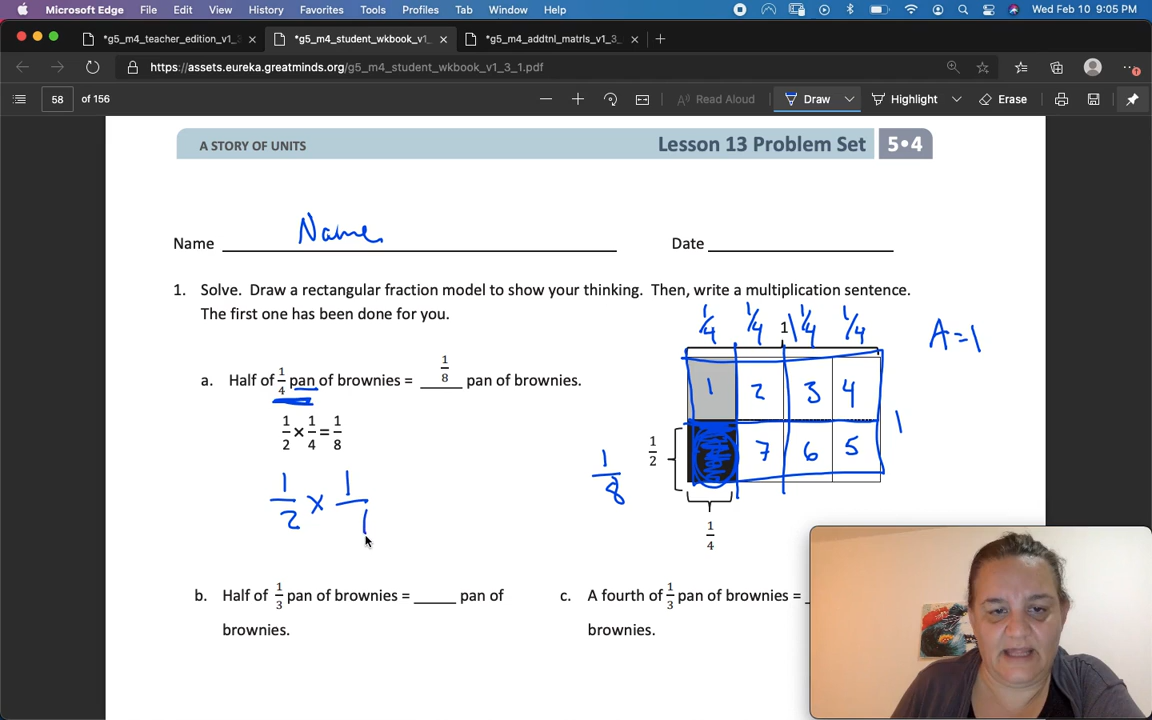 Microsoft Edge File Edit View History Favorites Tools Profiles Tab Window Help Wed Feb 10 9:05 PM
*g5_m4_teacher_edition_v1_3 *g5_m4_student_wkbook_v1_ *g5_m4_addtnl_matrls_v1_3_
https://assets.eureka.greatminds.org/g5_m4_student_wkbook_v1_3_1.pdf
58 of 156 Read Aloud Draw Highlight Erase
A STORY OF UNITS Lesson 13 Problem Set 5•4
Name Name Date
1. Solve. Draw a rectangular fraction model to show your thinking. Then, write a multiplication sentence.
The first one has been done for you.
1/4 1/4 1 1/4 1/4 A=1
a. Half of 1/4 pan of brownies = __1/8__ pan of brownies.
1 2 3 4
1/2 × 1/4 = 1/8
1
1/2 7 6 5
1/8
1/2 × 1/1
1/4
b. Half of 1/3 pan of brownies = _____ pan of
brownies.
c. A fourth of 1/3 pan of brownies = _
brownies.